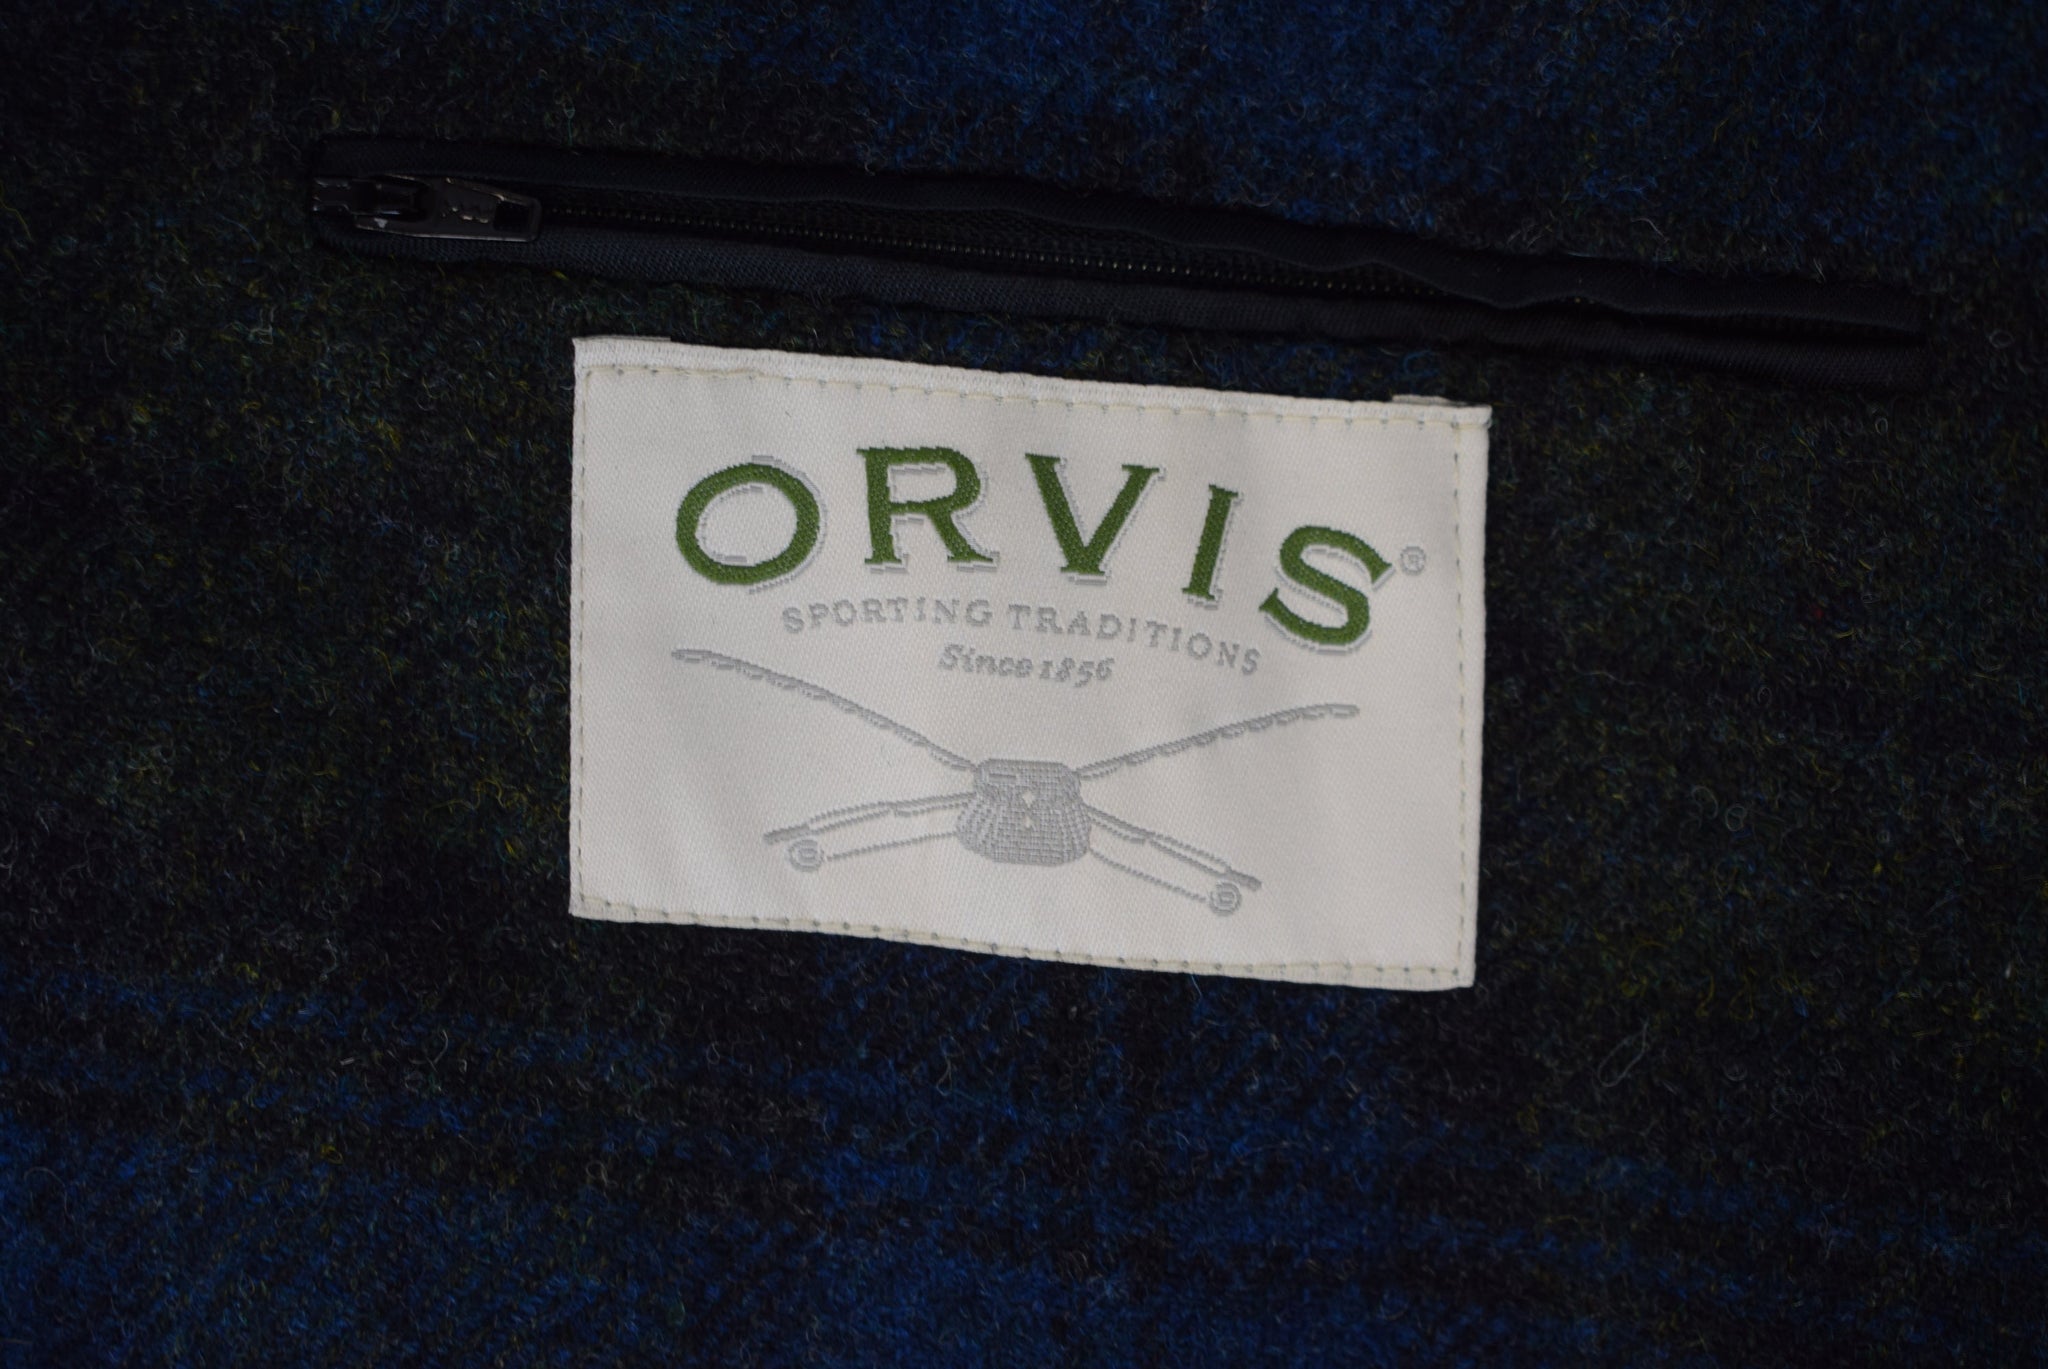 ORVIS®
SPORTING TRADITIONS
Since 1856